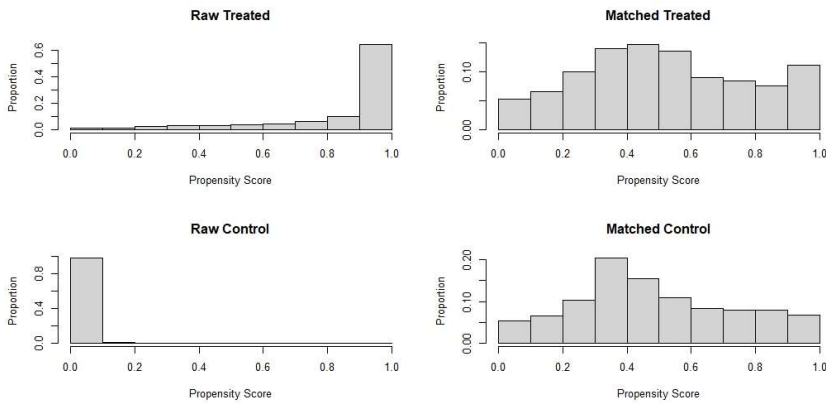 Raw Treated
Proportion
0.0 0.2 0.4 0.6
0.0 0.2 0.4 0.6 0.8 1.0
Propensity Score
Matched Treated
Proportion
0.00 0.10
0.0 0.2 0.4 0.6 0.8 1.0
Propensity Score
Raw Control
Proportion
0.0 0.4 0.8
0.0 0.2 0.4 0.6 0.8 1.0
Propensity Score
Matched Control
Proportion
0.00 0.10 0.20
0.0 0.2 0.4 0.6 0.8 1.0
Propensity Score